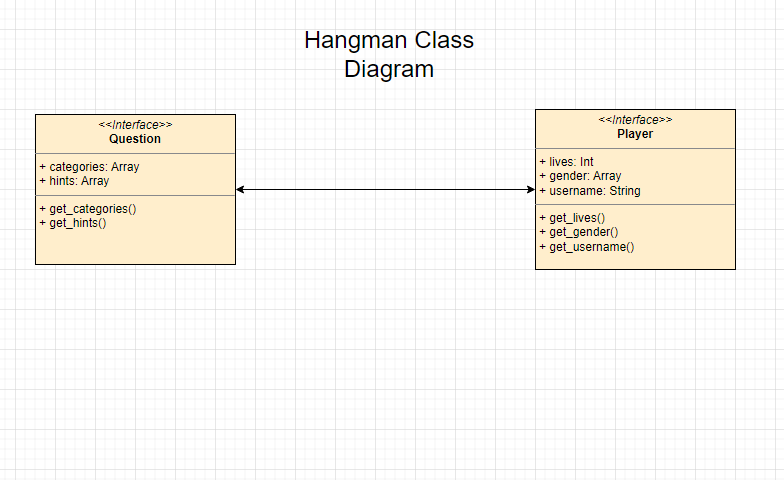 Hangman Class
Diagram
<<Interface>>
Question
+ categories: Array
+ hints: Array
+ get_categories()
+ get_hints()
<<Interface>>
Player
+ lives: Int
+ gender: Array
+ username: String
+ get_lives()
+ get_gender()
+ get_username()